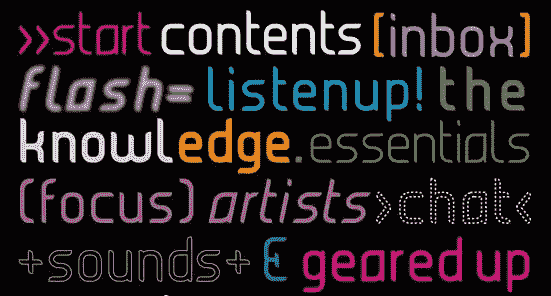 >>start contents [inbox]
flash= listenup! the
knowledge.essentials
(focus) artists >chat<
+sounds+ E geared up